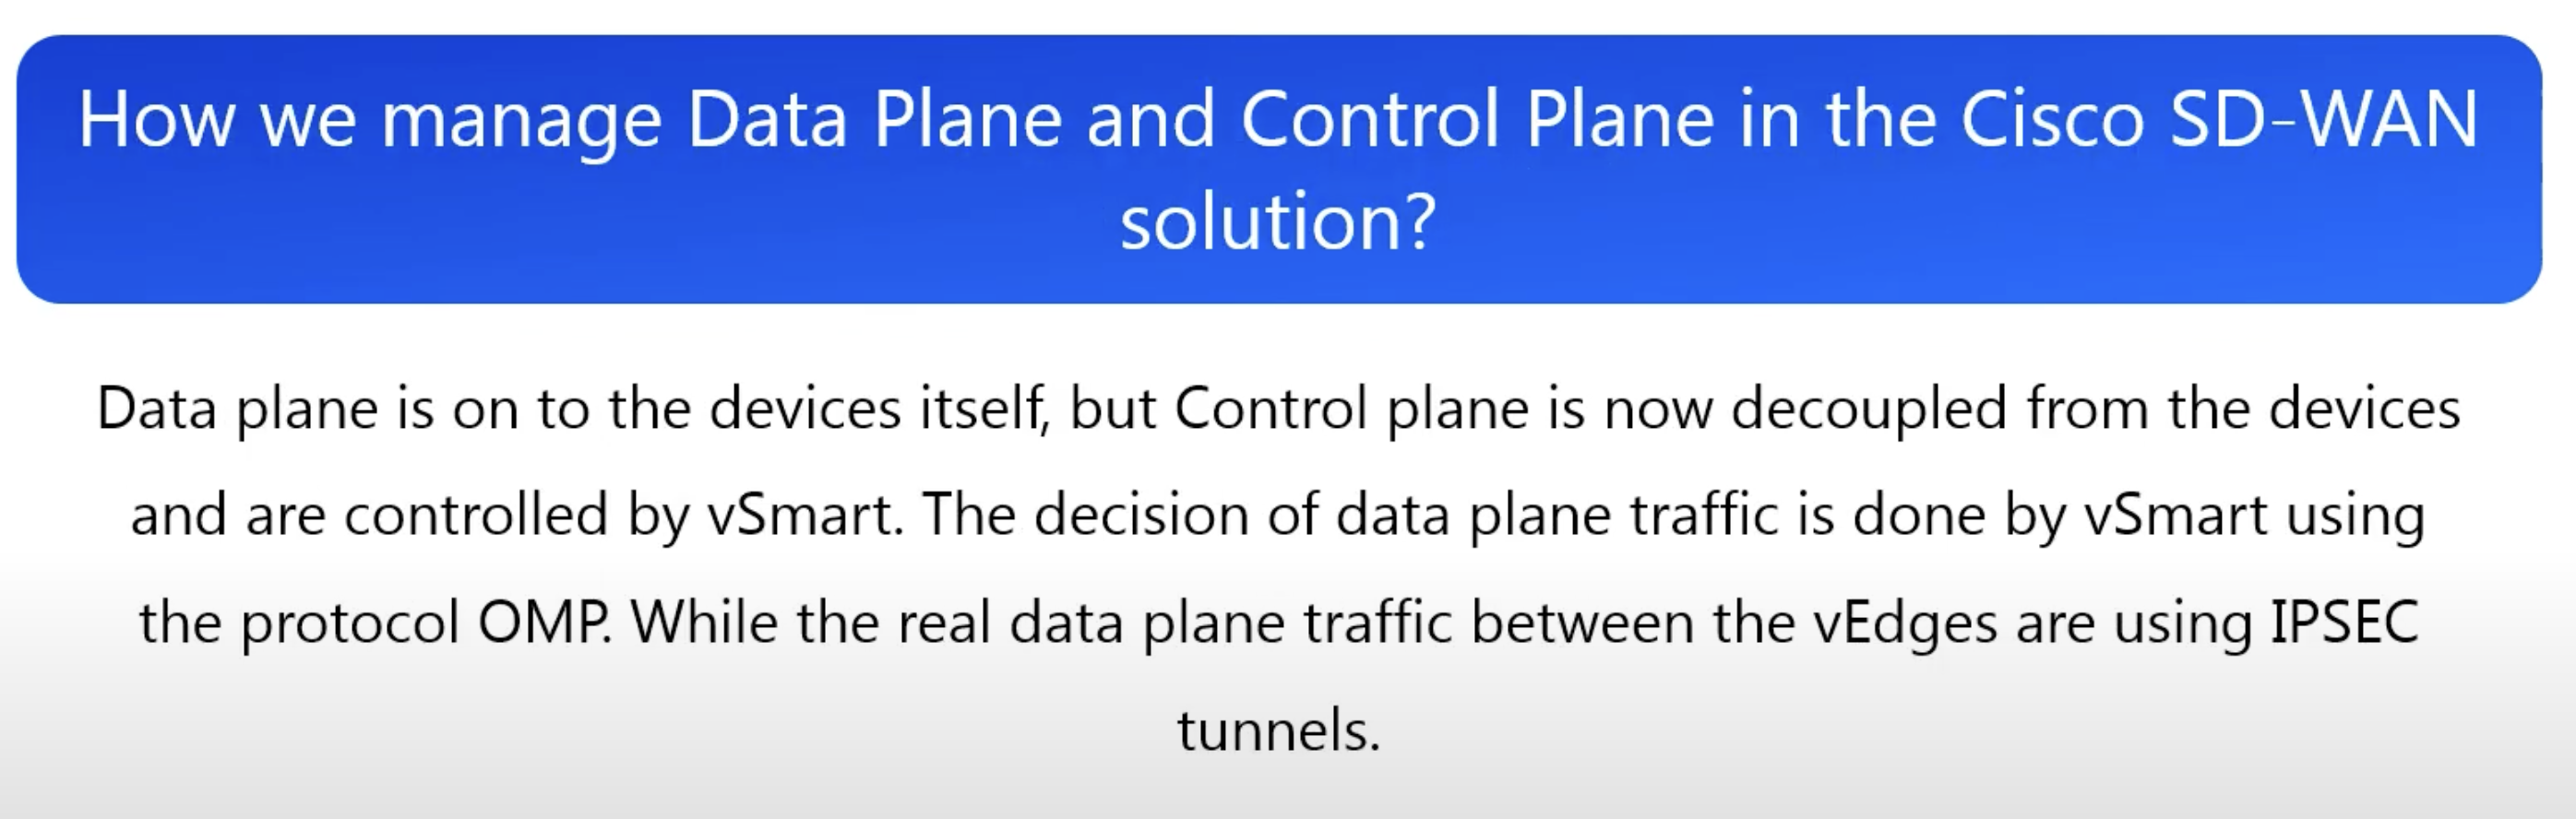 How we manage Data Plane and Control Plane in the Cisco SD-WAN
solution?
Data plane is on to the devices itself, but Control plane is now decoupled from the devices
and are controlled by vSmart. The decision of data plane traffic is done by vSmart using
the protocol OMP. While the real data plane traffic between the vEdges are using IPSEC
tunnels.